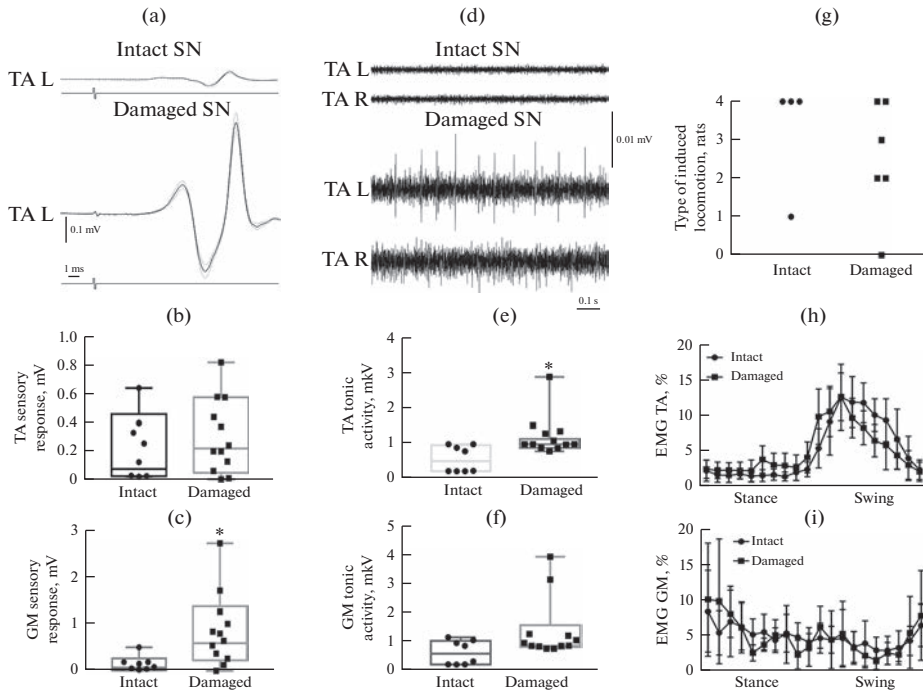 (a)
Intact SN
TA L
Damaged SN
TA L
0.1 mV
1 ms
(d)
Intact SN
TA L
TA R
Damaged SN
0.01 mV
TA L
TA R
0.1 s
(g)
Type of induced
locomotion, rats
4
3
2
1
0
Intact Damaged
(b)
TA sensory
response, mV
1.0
0.8
0.6
0.4
0.2
0
Intact Damaged
(e)
TA tonic
activity, mkV
4
3
2
1
0
*
Intact Damaged
(h)
EMG TA, %
20
15
10
5
0
Intact
Damaged
Stance Swing
(c)
GM sensory
response, mV
3
2
1
0
*
Intact Damaged
(f)
GM tonic
activity, mkV
5
4
3
2
1
0
Intact Damaged
(i)
EMG GM, %
20
15
10
5
0
Intact
Damaged
Stance Swing